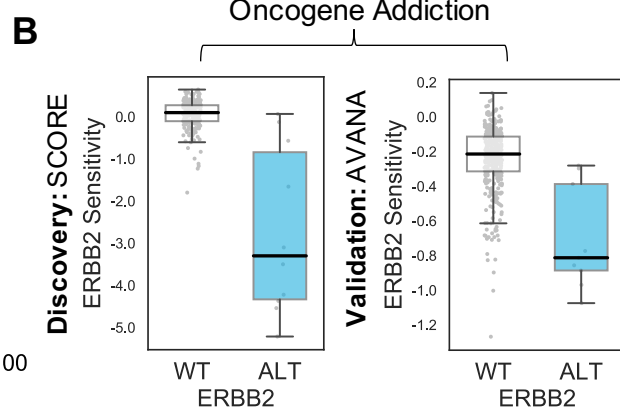 Oncogene Addiction
B
Discovery: SCORE
ERBB2 Sensitivity
0.0
-1.0
-2.0
-3.0
-4.0
-5.0
WT ALT
ERBB2
Validation: AVANA
ERBB2 Sensitivity
0.2
0.0
-0.2
-0.4
-0.6
-0.8
-1.0
-1.2
WT ALT
ERBB2
00